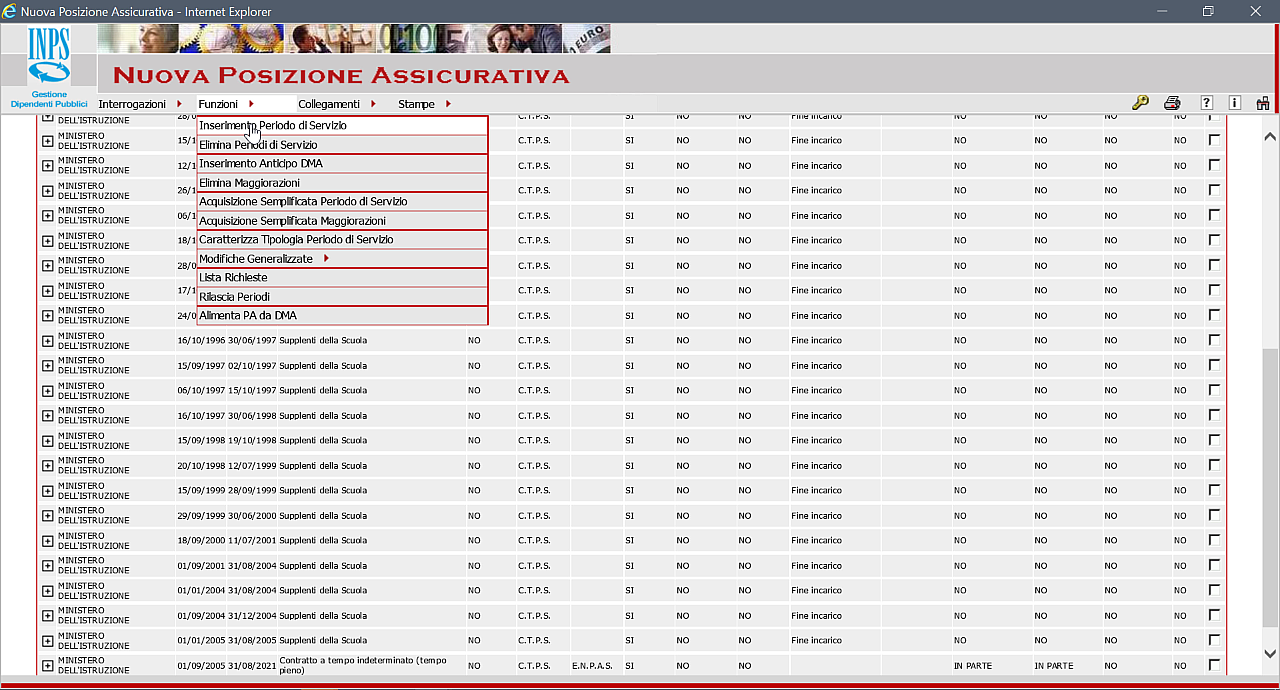 Nuova Posizione Assicurativa - Internet Explorer
INPS
Gestione
Dipendenti Pubblici
NUOVA POSIZIONE ASSICURATIVA
Interrogazioni Funzioni Collegamenti Stampe
Inserimento Periodo di Servizio
Elimina Periodi di Servizio
Inserimento Anticipo DMA
Elimina Maggiorazioni
Acquisizione Semplificata Periodo di Servizio
Acquisizione Semplificata Maggiorazioni
Caratterizza Tipologia Periodo di Servizio
Modifiche Generalizzate
Lista Richieste
Rilascia Periodi
Alimenta PA da DMA
DELL'ISTRUZIONE 28/0 C.T.P.S. SI NO NO Fine incarico NO NO NO NO
MINISTERO
DELL'ISTRUZIONE 15/1 C.T.P.S. SI NO NO Fine incarico NO NO NO NO
MINISTERO
DELL'ISTRUZIONE 12/1 C.T.P.S. SI NO NO Fine incarico NO NO NO NO
MINISTERO
DELL'ISTRUZIONE 26/1 C.T.P.S. SI NO NO Fine incarico NO NO NO NO
MINISTERO
DELL'ISTRUZIONE 06/1 C.T.P.S. SI NO NO Fine incarico NO NO NO NO
MINISTERO
DELL'ISTRUZIONE 18/1 C.T.P.S. SI NO NO Fine incarico NO NO NO NO
MINISTERO
DELL'ISTRUZIONE 28/0 C.T.P.S. SI NO NO Fine incarico NO NO NO NO
MINISTERO
DELL'ISTRUZIONE 17/1 C.T.P.S. SI NO NO Fine incarico NO NO NO NO
MINISTERO
DELL'ISTRUZIONE 24/0 C.T.P.S. SI NO NO Fine incarico NO NO NO NO
MINISTERO
DELL'ISTRUZIONE 16/10/1996 30/06/1997 Supplenti della Scuola NO C.T.P.S. SI NO NO Fine incarico NO NO NO NO
MINISTERO
DELL'ISTRUZIONE 15/09/1997 02/10/1997 Supplenti della Scuola NO C.T.P.S. SI NO NO Fine incarico NO NO NO NO
MINISTERO
DELL'ISTRUZIONE 06/10/1997 15/10/1997 Supplenti della Scuola NO C.T.P.S. SI NO NO Fine incarico NO NO NO NO
MINISTERO
DELL'ISTRUZIONE 16/10/1997 30/06/1998 Supplenti della Scuola NO C.T.P.S. SI NO NO Fine incarico NO NO NO NO
MINISTERO
DELL'ISTRUZIONE 15/09/1998 19/10/1998 Supplenti della Scuola NO C.T.P.S. SI NO NO Fine incarico NO NO NO NO
MINISTERO
DELL'ISTRUZIONE 20/10/1998 12/07/1999 Supplenti della Scuola NO C.T.P.S. SI NO NO Fine incarico NO NO NO NO
MINISTERO
DELL'ISTRUZIONE 15/09/1999 28/09/1999 Supplenti della Scuola NO C.T.P.S. SI NO NO Fine incarico NO NO NO NO
MINISTERO
DELL'ISTRUZIONE 29/09/1999 30/06/2000 Supplenti della Scuola NO C.T.P.S. SI NO NO Fine incarico NO NO NO NO
MINISTERO
DELL'ISTRUZIONE 18/09/2000 11/07/2001 Supplenti della Scuola NO C.T.P.S. SI NO NO Fine incarico NO NO NO NO
MINISTERO
DELL'ISTRUZIONE 01/09/2001 31/08/2004 Supplenti della Scuola NO C.T.P.S. SI NO NO Fine incarico NO NO NO NO
MINISTERO
DELL'ISTRUZIONE 01/01/2004 31/08/2004 Supplenti della Scuola NO C.T.P.S. SI NO NO Fine incarico NO NO NO NO
MINISTERO
DELL'ISTRUZIONE 01/09/2004 31/12/2004 Supplenti della Scuola NO C.T.P.S. SI NO NO Fine incarico NO NO NO NO
MINISTERO
DELL'ISTRUZIONE 01/01/2005 31/08/2005 Supplenti della Scuola NO C.T.P.S. SI NO NO Fine incarico NO NO NO NO
MINISTERO Contratto a tempo indeterminato (tempo
DELL'ISTRUZIONE 01/09/2005 31/08/2021 pieno) NO C.T.P.S. E.N.P.A.S. SI NO NO IN PARTE IN PARTE NO NO